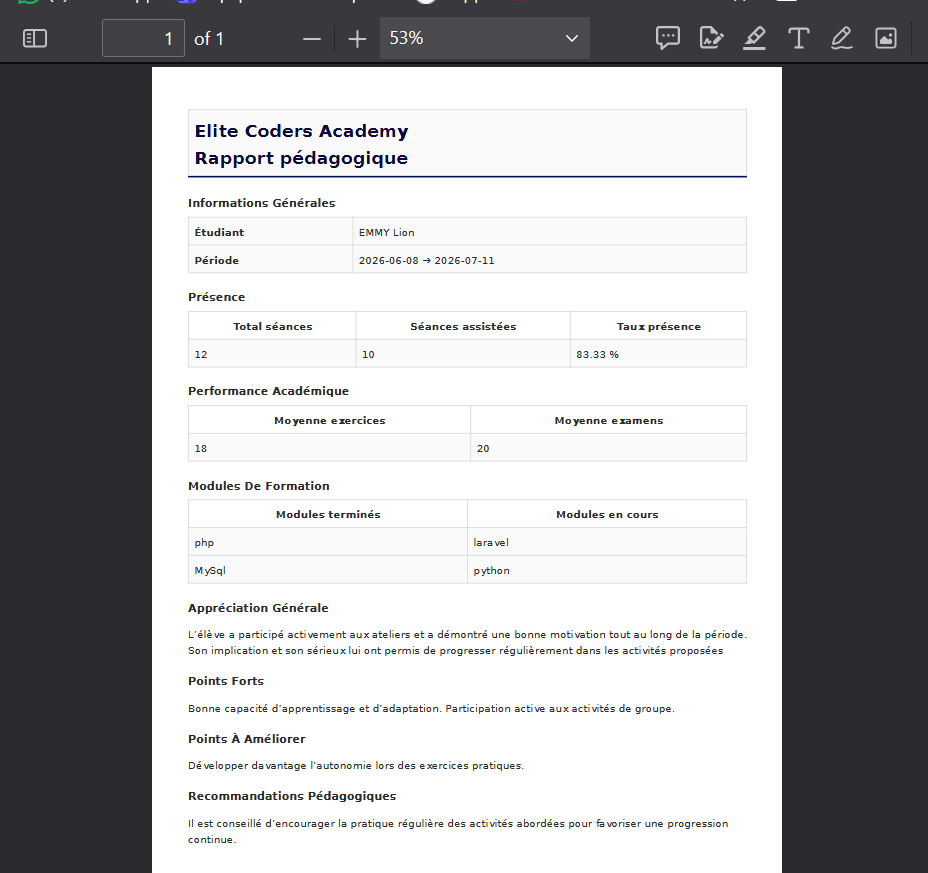 1 of 1
53%
Elite Coders Academy
Rapport pédagogique
Informations Générales
Étudiant EMMY Lion
Période 2026-06-08 → 2026-07-11
Présence
Total séances Séances assistées Taux présence
12 10 83.33 %
Performance Académique
Moyenne exercices Moyenne examens
18 20
Modules De Formation
Modules terminés Modules en cours
php laravel
MySql python
Appréciation Générale
L’élève a participé activement aux ateliers et a démontré une bonne motivation tout au long de la période.
Son implication et son sérieux lui ont permis de progresser régulièrement dans les activités proposées
Points Forts
Bonne capacité d’apprentissage et d’adaptation. Participation active aux activités de groupe.
Points À Améliorer
Développer davantage l’autonomie lors des exercices pratiques.
Recommandations Pédagogiques
Il est conseillé d’encourager la pratique régulière des activités abordées pour favoriser une progression
continue.